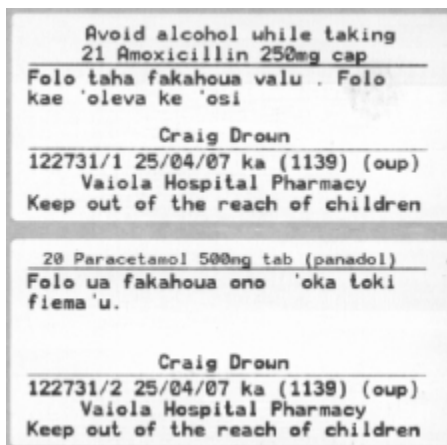 Avoid alcohol while taking
21 Amoxicillin 250mg cap
Folo taha fakahoua valu . Folo
kae 'oleva ke 'osi
Craig Drown
122731/1 25/04/07 ka (1139) (oup)
Vaiola Hospital Pharmacy
Keep out of the reach of children
20 Paracetamol 500mg tab (panadol)
Folo ua fakahoua ono 'oka toki
fiema'u.
Craig Drown
122731/2 25/04/07 ka (1139) (oup)
Vaiola Hospital Pharmacy
Keep out of the reach of children